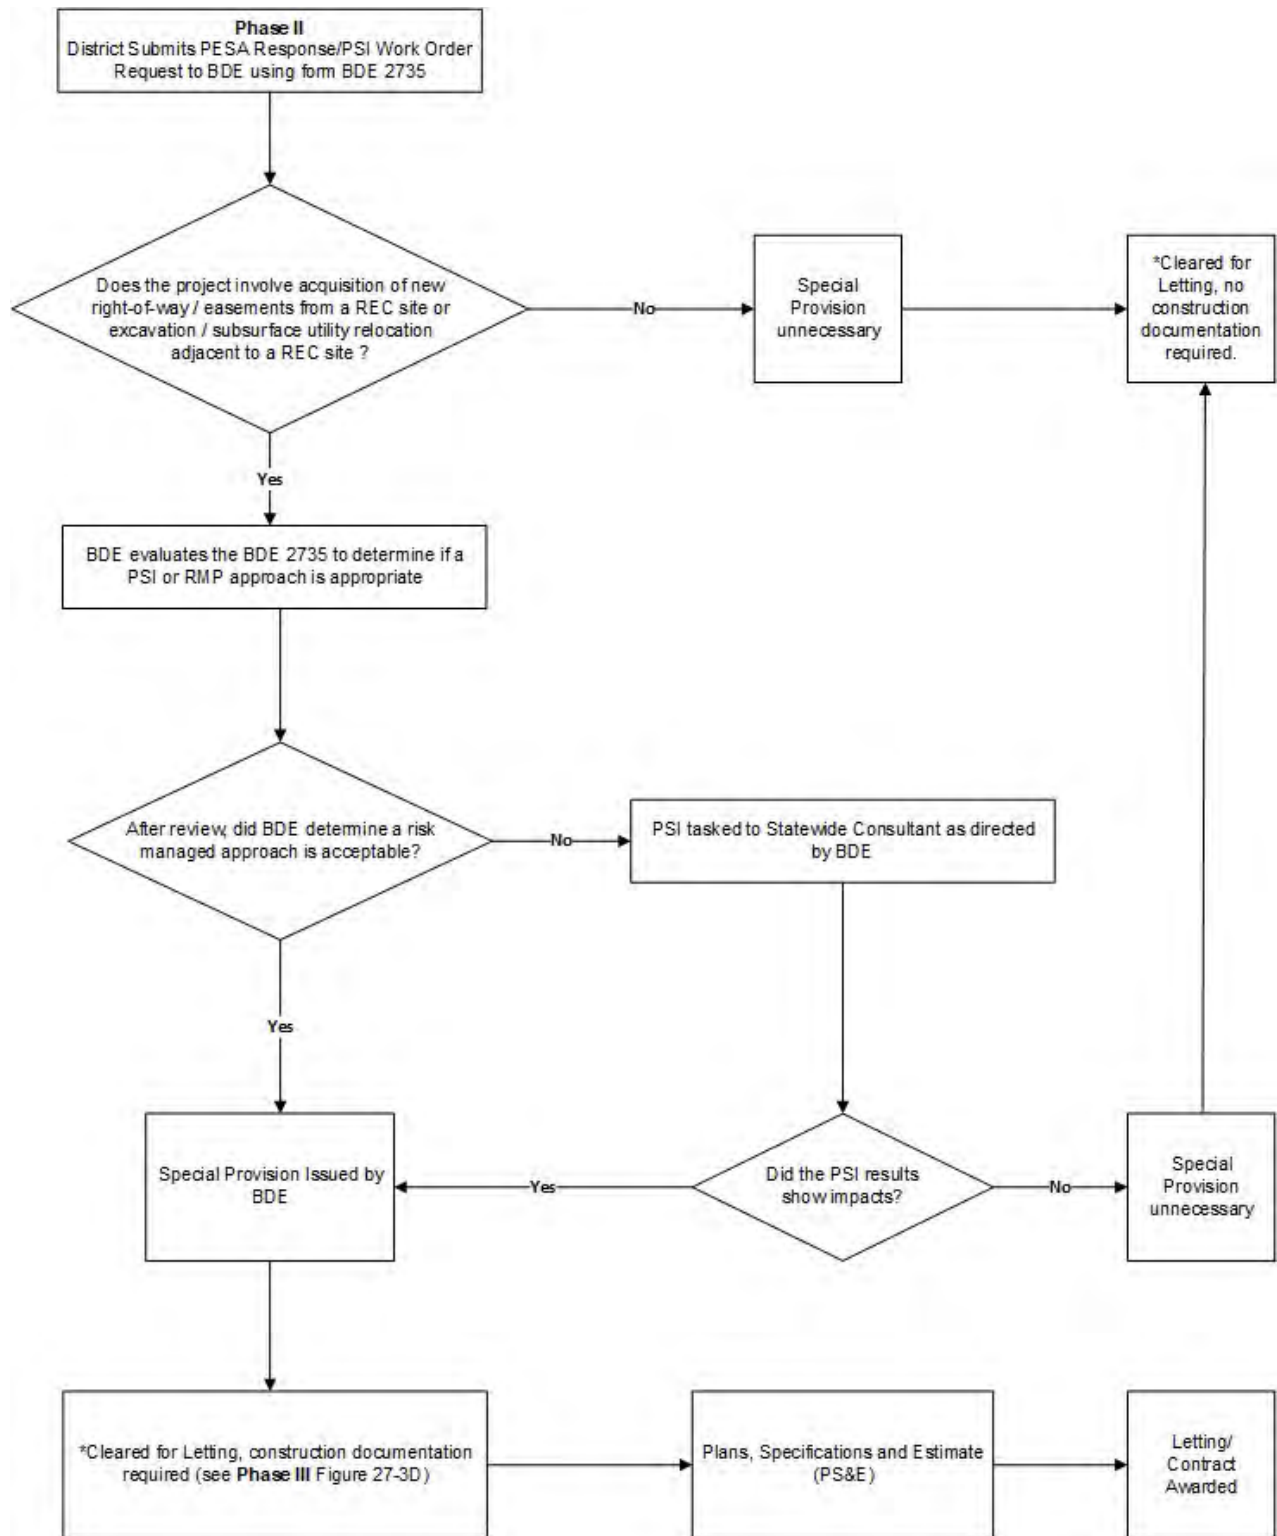 Phase II
District Submits PESA Response/PSI Work Order
Request to BDE using form BDE 2735
Does the project involve acquisition of new
right-of-way / easements from a REC site or
excavation / subsurface utility relocation
adjacent to a REC site ?
No
Special
Provision
unnecessary
*Cleared for
Letting, no
construction
documentation
required.
Yes
BDE evaluates the BDE 2735 to determine if a
PSI or RMP approach is appropriate
After review, did BDE determine a risk
managed approach is acceptable?
No
PSI tasked to Statewide Consultant as directed
by BDE
Yes
Special Provision Issued by
BDE
Yes
Did the PSI results
show impacts?
No
Special
Provision
unnecessary
*Cleared for Letting, construction documentation
required (see Phase III Figure 27-3D)
Plans, Specifications and Estimate
(PS&E)
Letting/
Contract
Awarded